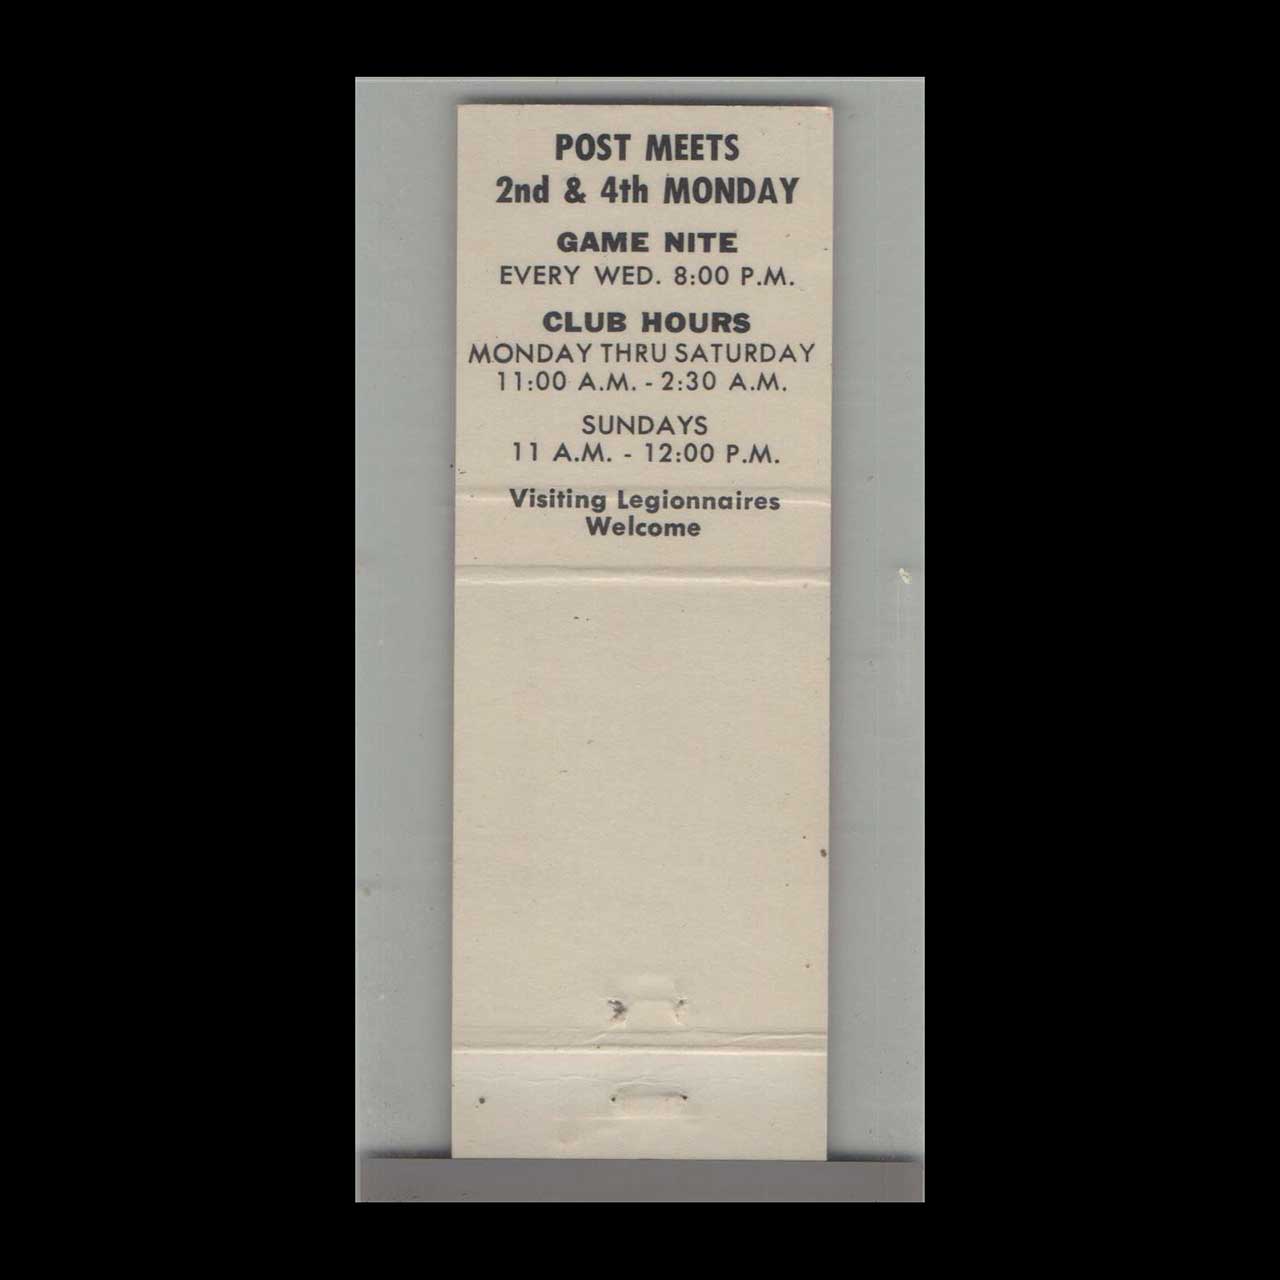 POST MEETS
2nd & 4th MONDAY
GAME NITE
EVERY WED. 8:00 P.M.
CLUB HOURS
MONDAY THRU SATURDAY
11:00 A.M. - 2:30 A.M.
SUNDAYS
11 A.M. - 12:00 P.M.
Visiting Legionnaires
Welcome